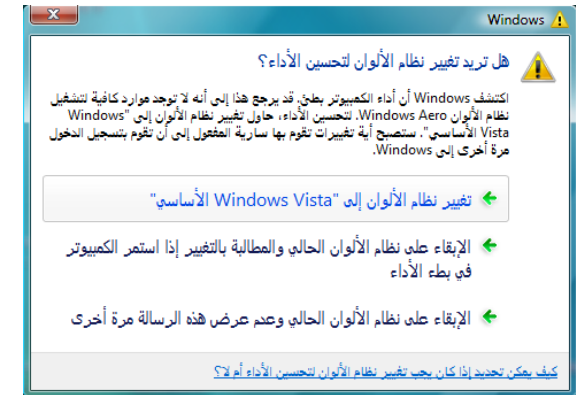 Windows
هل تريد تغيير نظام الألوان لتحسين الأداء؟
اكتشف Windows أن أداء الكمبيوتر بطئ. قد يرجع هذا إلى أنه لا توجد موارد كافية لتشغيل
نظام الألوان Windows Aero. لتحسين الأداء، حاول تغيير نظام الألوان إلى "Windows
Vista الأساسي". ستصبح أية تغييرات تقوم بها سارية المفعول إلى أن تقوم بتسجيل الدخول
مرة أخرى إلى Windows.
تغيير نظام الألوان إلى "Windows Vista الأساسي"
الإبقاء على نظام الألوان الحالي والمطالبة بالتغيير إذا استمر الكمبيوتر
في بطء الأداء
الإبقاء على نظام الألوان الحالي وعدم عرض هذه الرسالة مرة أخرى
كيف يمكن تحديد إذا كان يجب تغيير نظام الألوان لتحسين الأداء أم لا؟